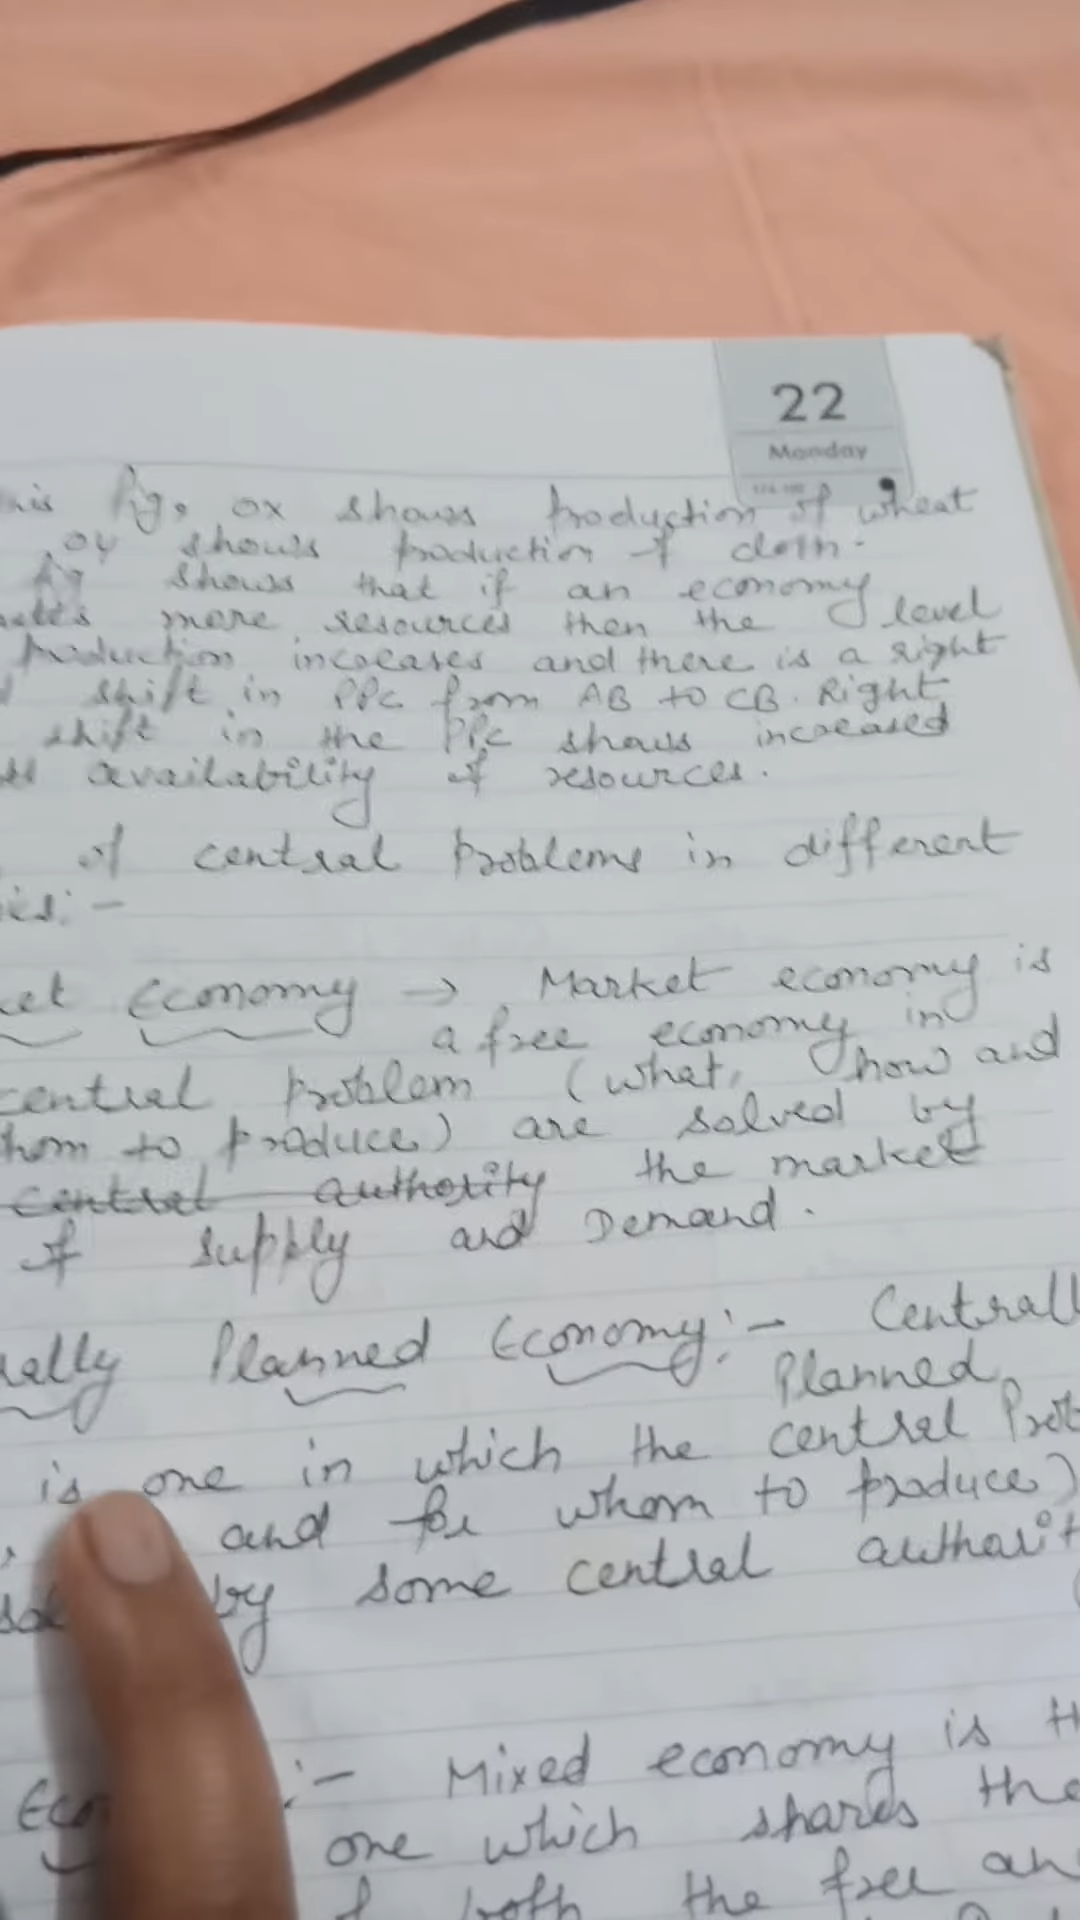 22
Monday
fig, ox shows production of wheat
oy shows production of cloth.
fig shows that if an economy
more resources then the level
production increases and there is a right
shift in PPC from AB to CB. Right
shift in the PPC shows increased
availability of resources.
of central problems in different
Economy → Market economy is
a free economy in
central problem (what, how and
to produce) are solved by
central authority the market
of supply and Demand.
Planned Economy:- Centrall
Planned
is one in which the central Prob
and for whom to produce)
by some central authorit
:- Mixed economy is
one which shares the
both the free an